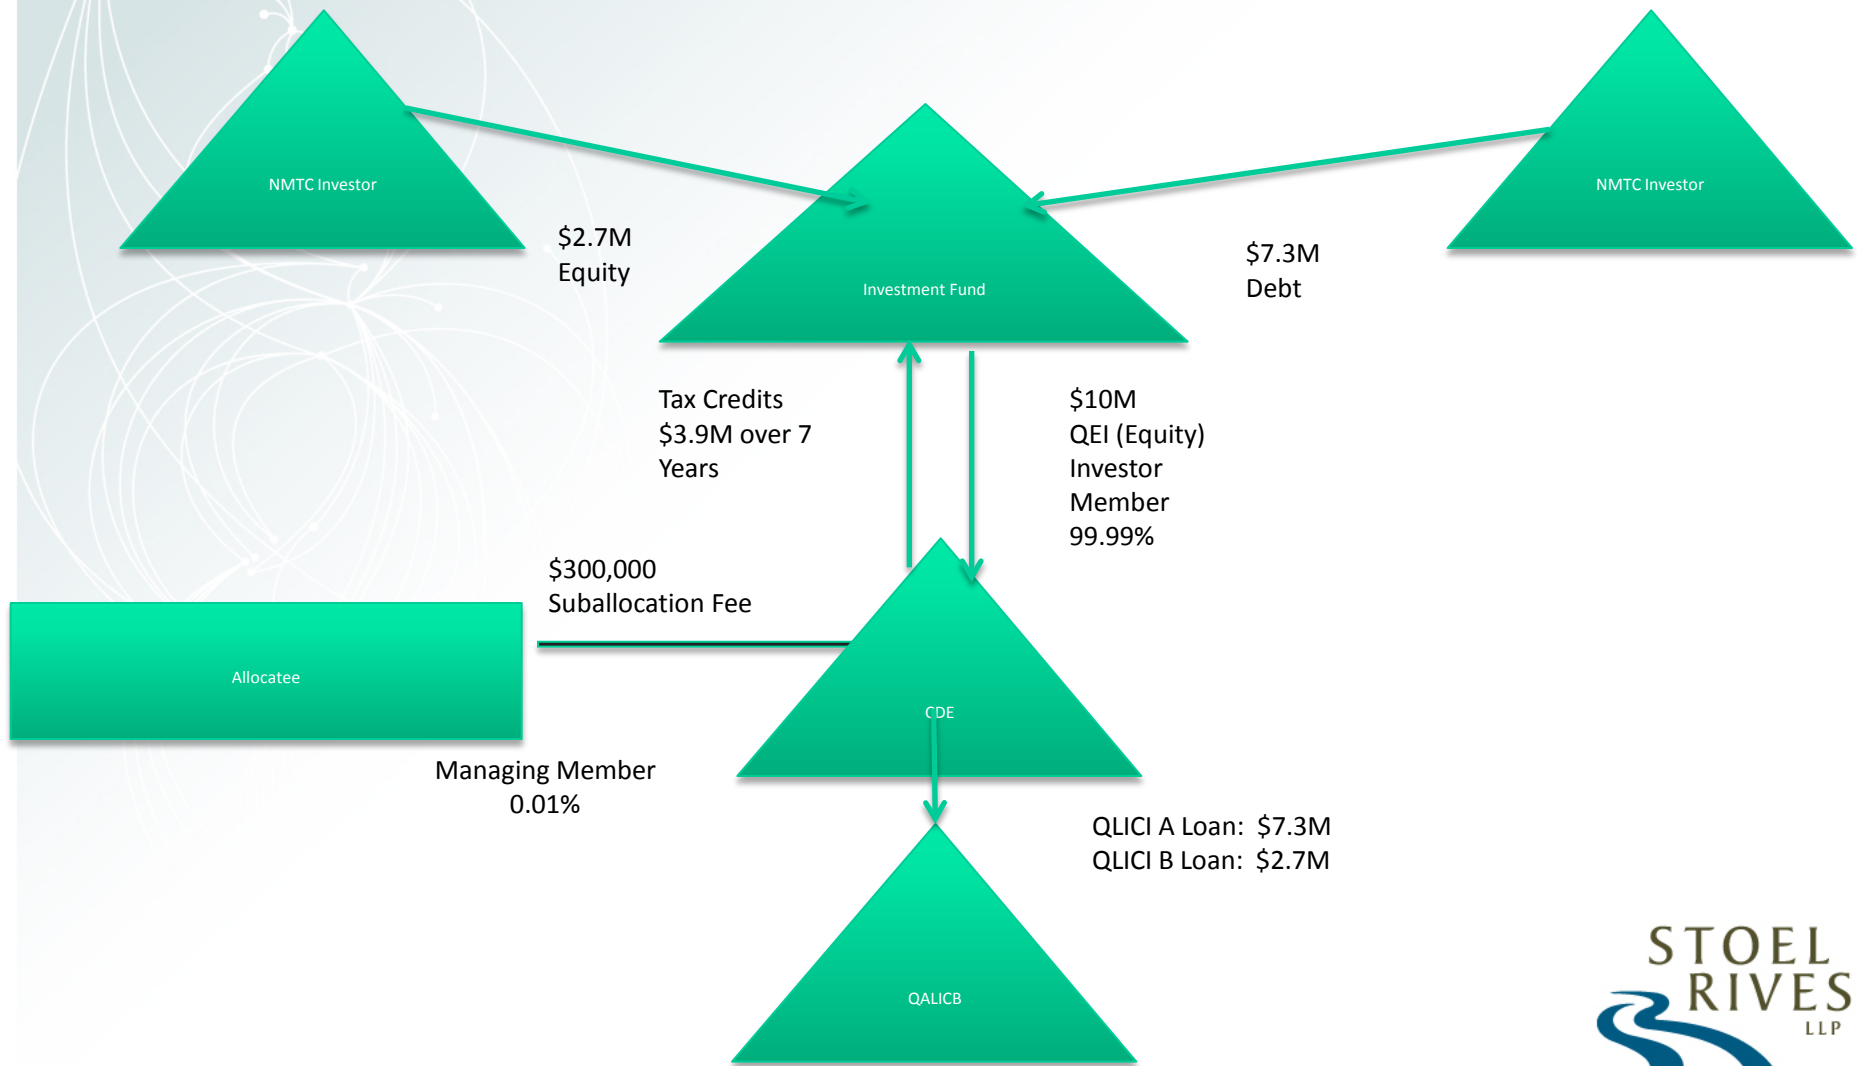 NMTC Investor
NMTC Investor
$2.7M
Equity
$7.3M
Debt
Investment Fund
Tax Credits
$3.9M over 7
Years
$10M
QEI (Equity)
Investor
Member
99.99%
$300,000
Suballocation Fee
Allocatee
CDE
Managing Member
0.01%
QLICI A Loan:  $7.3M
QLICI B Loan:  $2.7M
QALICB
STOEL
RIVES
LLP